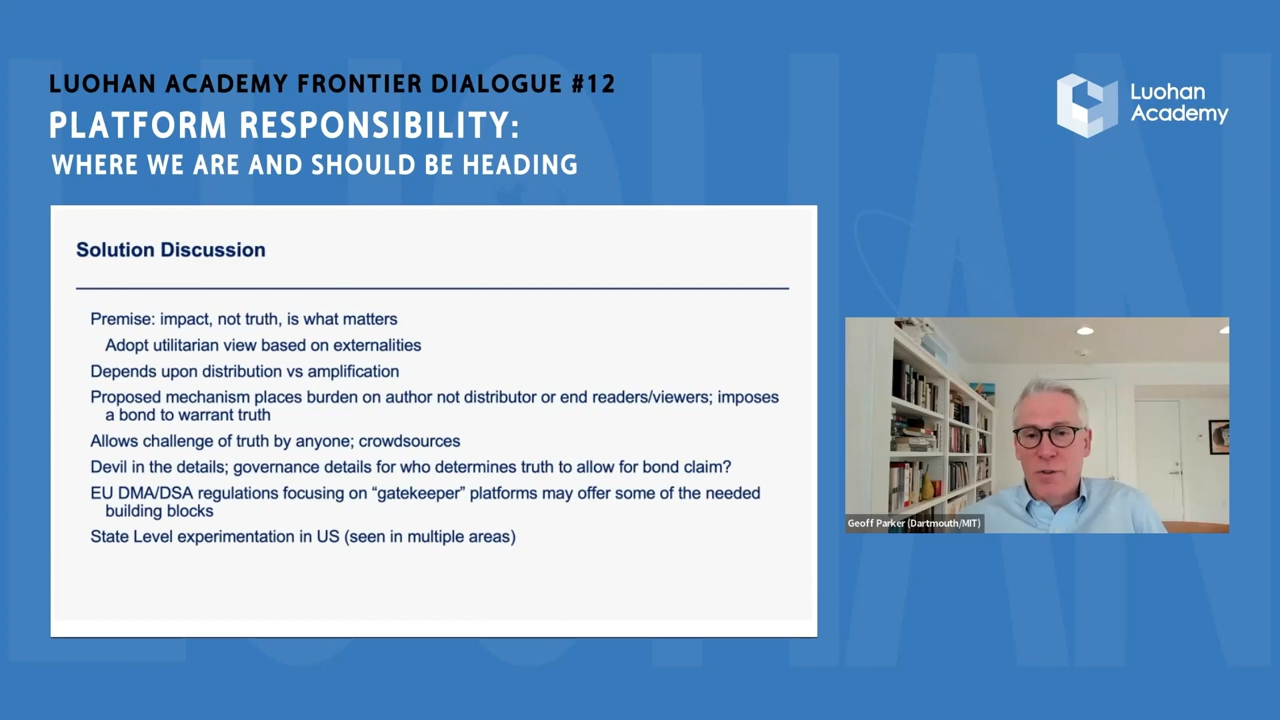 LUOHAN ACADEMY FRONTIER DIALOGUE #12
PLATFORM RESPONSIBILITY:
WHERE WE ARE AND SHOULD BE HEADING
Luohan
Academy
Solution Discussion
Premise: impact, not truth, is what matters
Adopt utilitarian view based on externalities
Depends upon distribution vs amplification
Proposed mechanism places burden on author not distributor or end readers/viewers; imposes
a bond to warrant truth
Allows challenge of truth by anyone; crowdsources
Devil in the details; governance details for who determines truth to allow for bond claim?
EU DMA/DSA regulations focusing on “gatekeeper” platforms may offer some of the needed
building blocks
State Level experimentation in US (seen in multiple areas)
Geoff Parker (Dartmouth/MIT)